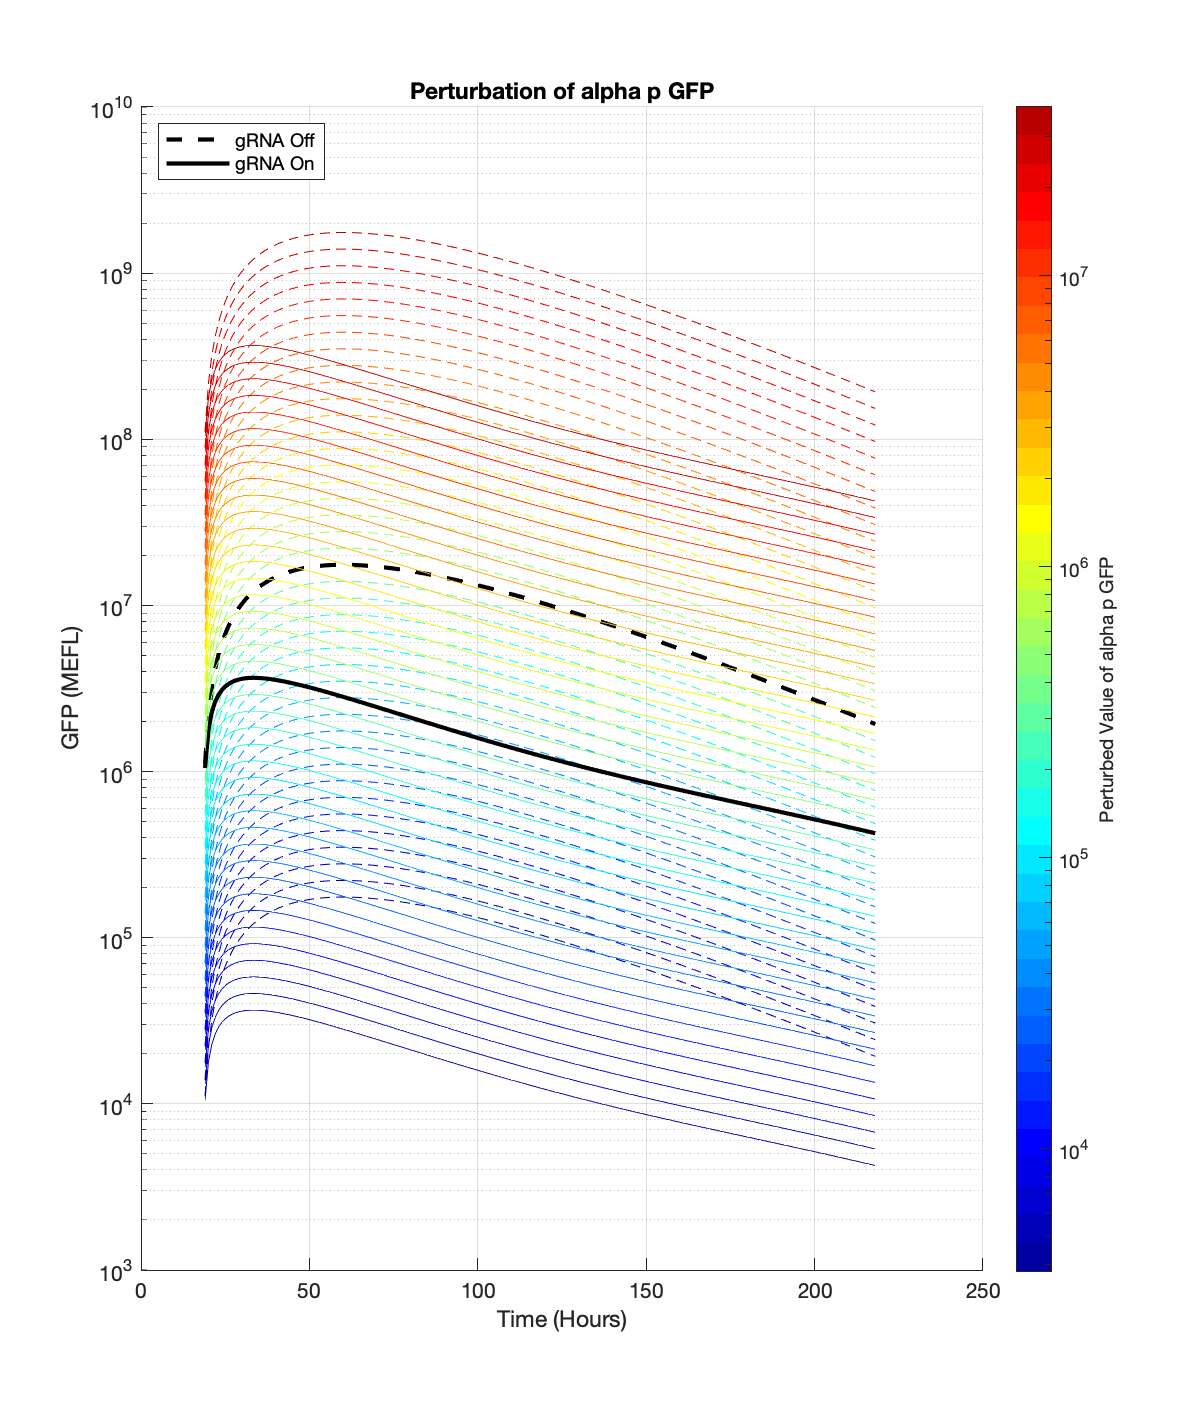 Perturbation of alpha p GFP
gRNA Off
gRNA On
10^10
10^9
10^8
10^7
10^6
10^5
10^4
10^3
GFP (MEFL)
0 50 100 150 200 250
Time (Hours)
10^7
10^6
10^5
10^4
Perturbed Value of alpha p GFP